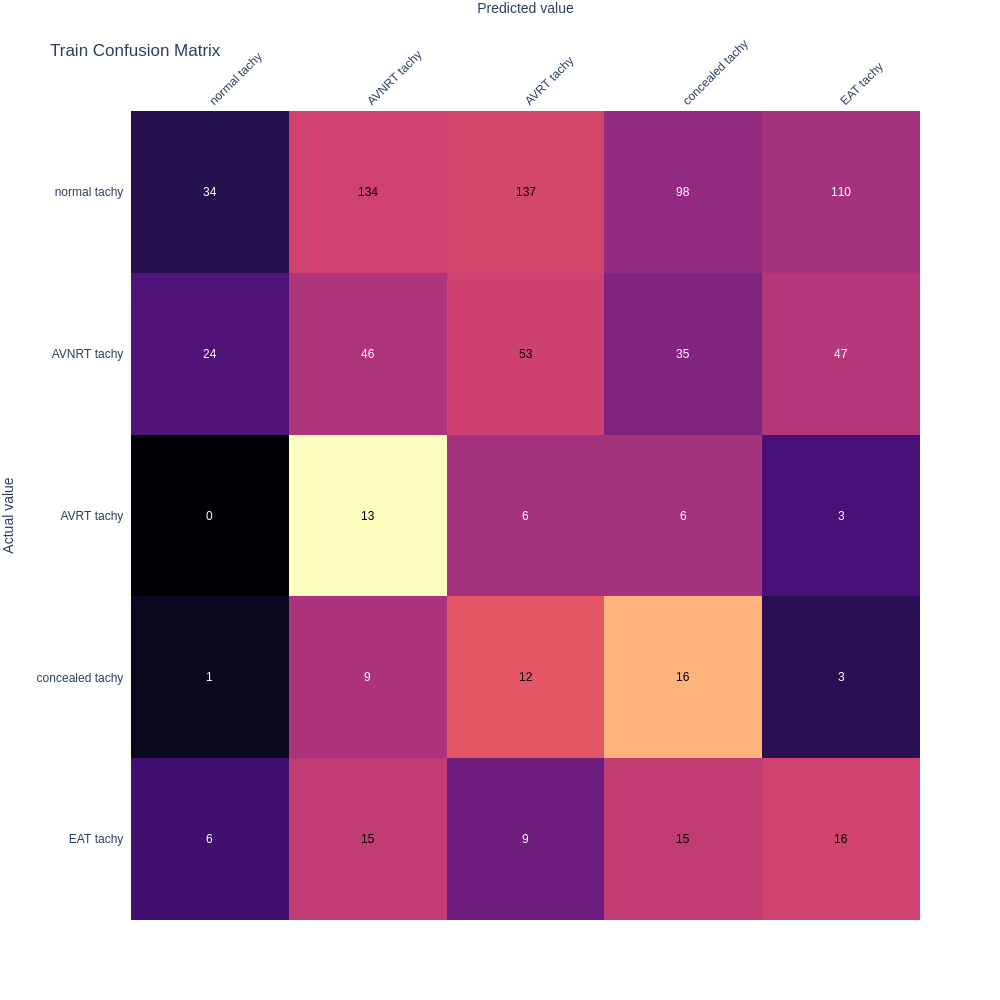 Predicted value
Train Confusion Matrix
normal tachy
AVNRT tachy
AVRT tachy
concealed tachy
EAT tachy
normal tachy 34 134 137 98 110
AVNRT tachy 24 46 53 35 47
AVRT tachy 0 13 6 6 3
concealed tachy 1 9 12 16 3
EAT tachy 6 15 9 15 16
Actual value